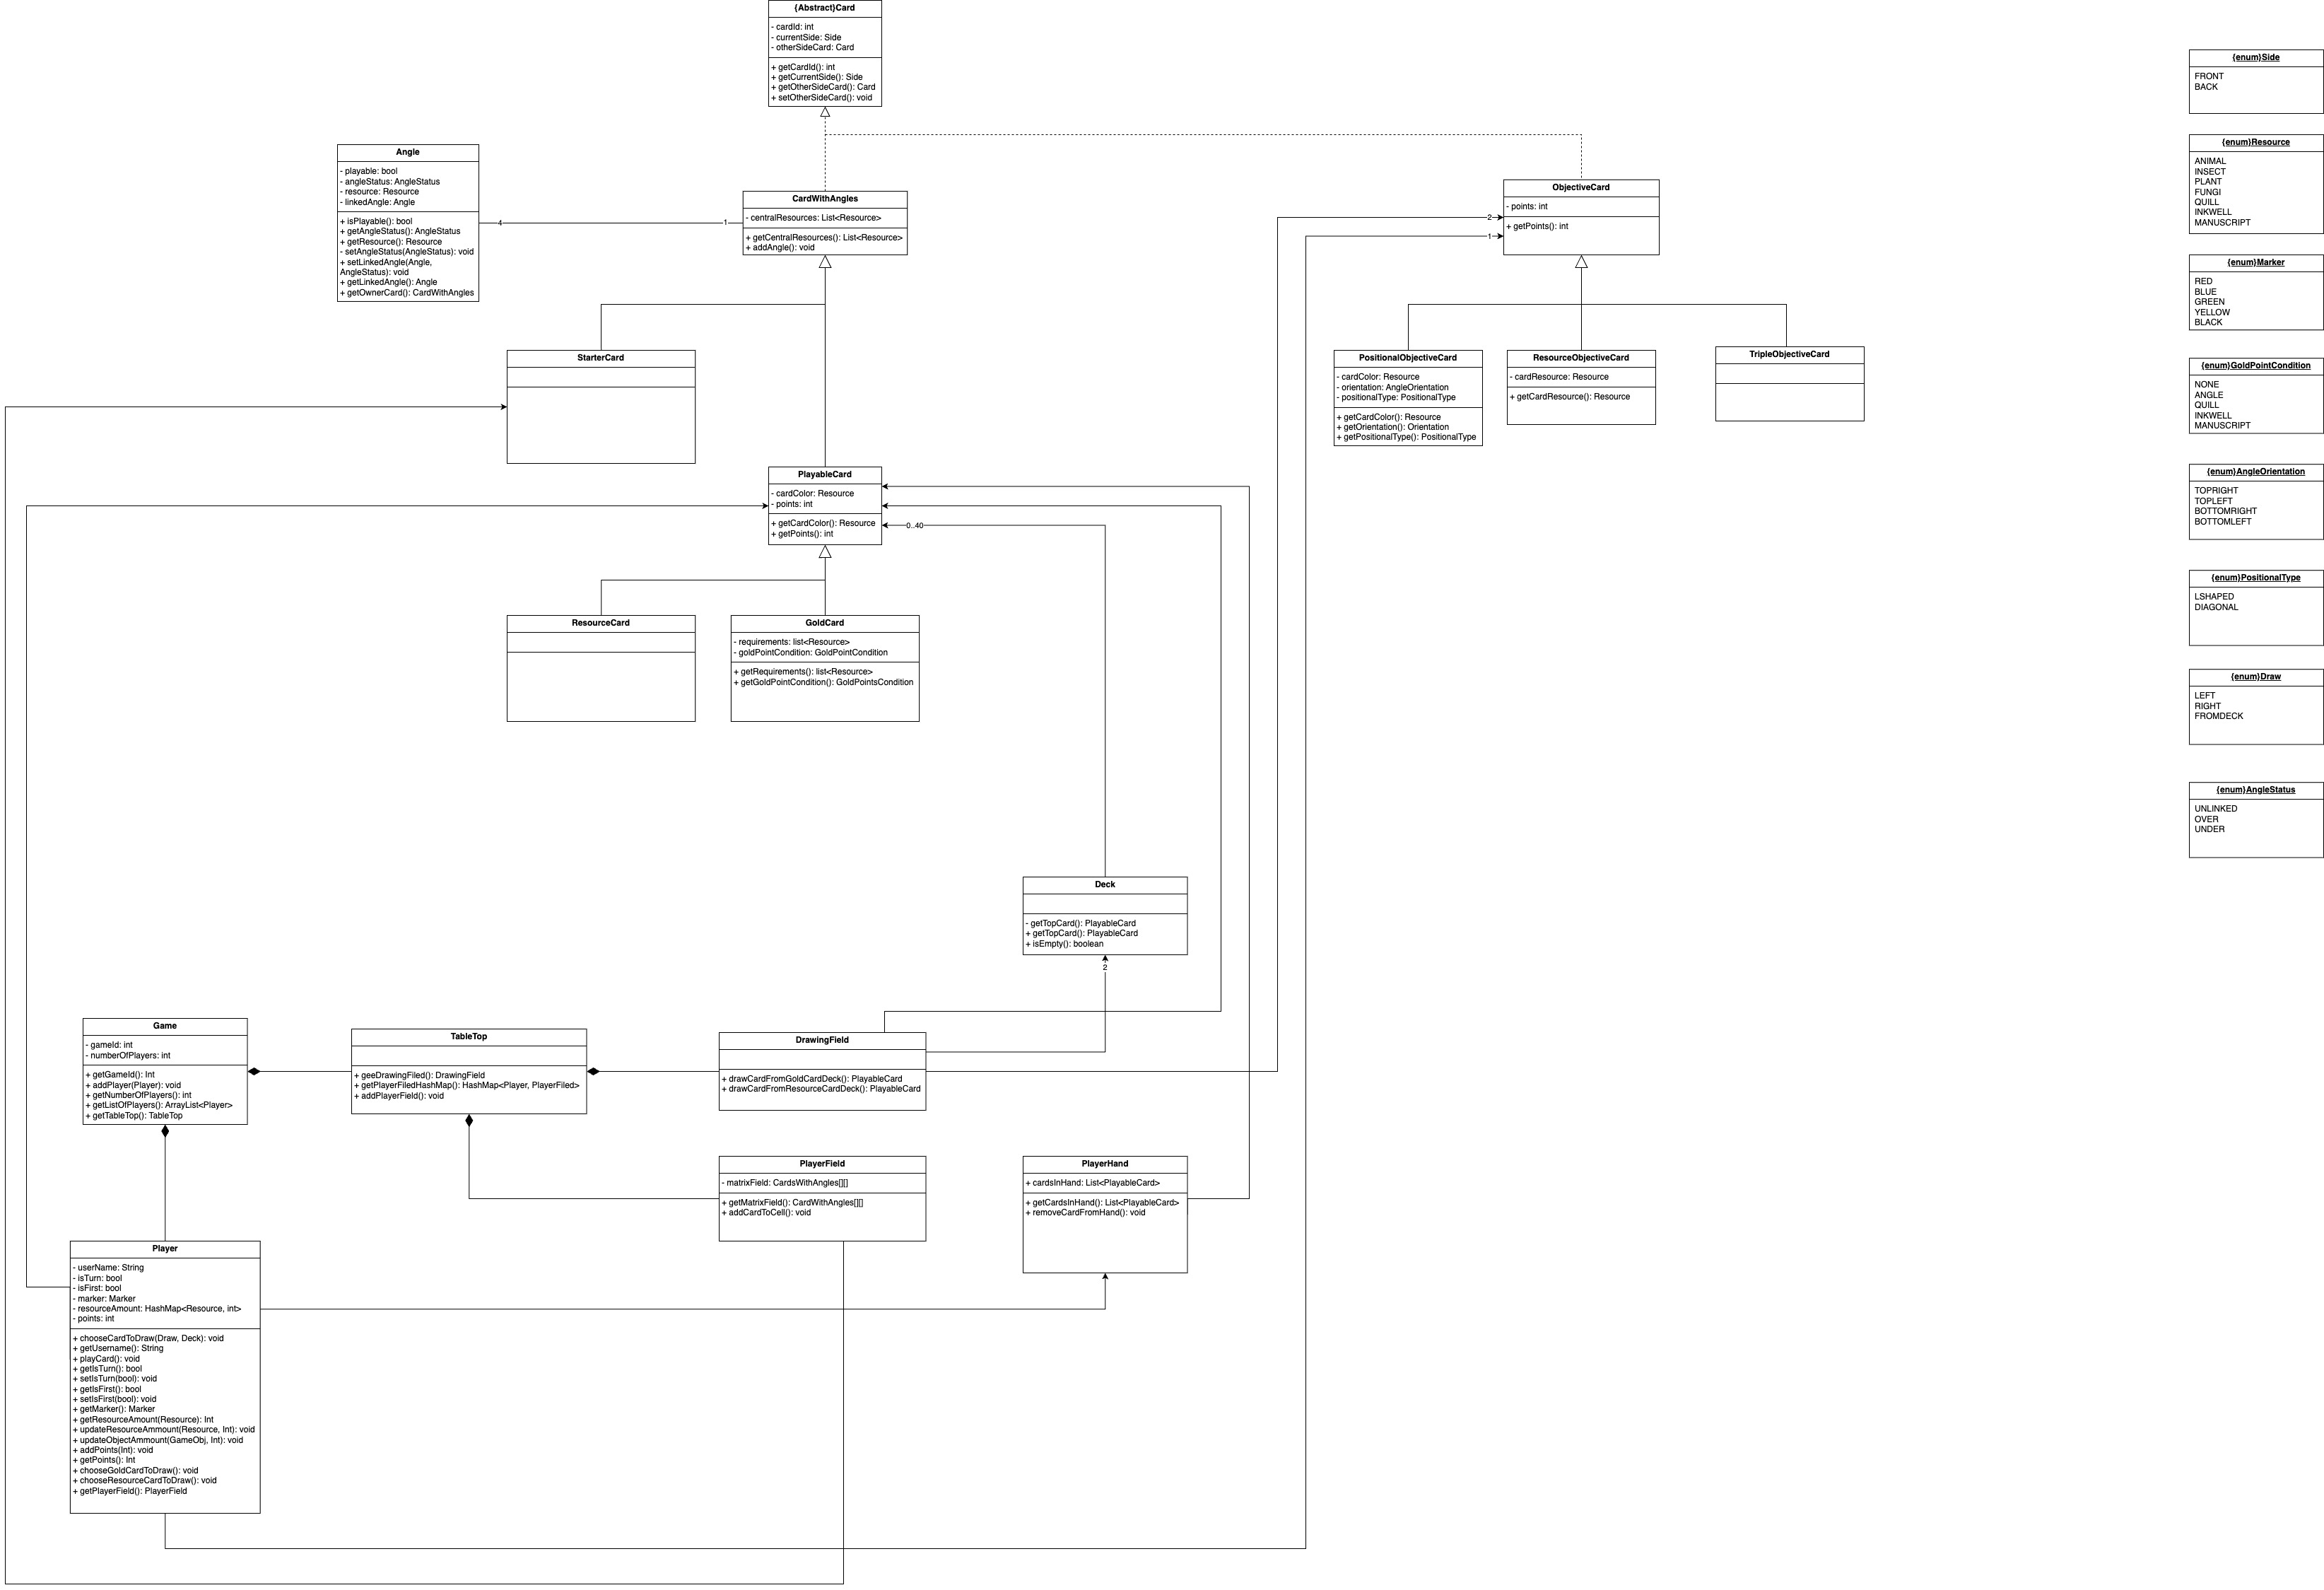 {Abstract}Card
- cardId: int
- currentSide: Side
- otherSideCard: Card
+ getCardId(): int
+ getCurrentSide(): Side
+ getOtherSideCard(): Card
+ setOtherSideCard(): void
Angle
- playable: bool
- angleStatus: AngleStatus
- resource: Resource
- linkedAngle: Angle
+ isPlayable(): bool
+ getAngleStatus(): AngleStatus
+ getResource(): Resource
- setAngleStatus(AngleStatus): void
+ setLinkedAngle(Angle,
AngleStatus): void
+ getLinkedAngle(): Angle
+ getOwnerCard(): CardWithAngles
4
1
CardWithAngles
- centralResources: List<Resource>
+ getCentralResources(): List<Resource>
+ addAngle(): void
ObjectiveCard
- points: int
+ getPoints(): int
2
1
StarterCard
PositionalObjectiveCard
- cardColor: Resource
- orientation: AngleOrientation
- positionalType: PositionalType
+ getCardColor(): Resource
+ getOrientation(): Orientation
+ getPositionalType(): PositionalType
ResourceObjectiveCard
- cardResource: Resource
+ getCardResource(): Resource
TripleObjectiveCard
PlayableCard
- cardColor: Resource
- points: int
+ getCardColor(): Resource
+ getPoints(): int
0..40
ResourceCard
GoldCard
- requirements: list<Resource>
- goldPointCondition: GoldPointCondition
+ getRequirements(): list<Resource>
+ getGoldPointCondition(): GoldPointsCondition
Deck
- getTopCard(): PlayableCard
+ getTopCard(): PlayableCard
+ isEmpty(): boolean
2
Game
- gameId: int
- numberOfPlayers: int
+ getGameId(): Int
+ addPlayer(Player): void
+ getNumberOfPlayers(): int
+ getListOfPlayers(): ArrayList<Player>
+ getTableTop(): TableTop
TableTop
+ geeDrawingFiled(): DrawingField
+ getPlayerFiledHashMap(): HashMap<Player, PlayerFiled>
+ addPlayerField(): void
DrawingField
+ drawCardFromGoldCardDeck(): PlayableCard
+ drawCardFromResourceCardDeck(): PlayableCard
PlayerField
- matrixField: CardsWithAngles[][]
+ getMatrixField(): CardWithAngles[][]
+ addCardToCell(): void
PlayerHand
+ cardsInHand: List<PlayableCard>
+ getCardsInHand(): List<PlayableCard>
+ removeCardFromHand(): void
Player
- userName: String
- isTurn: bool
- isFirst: bool
- marker: Marker
- resourceAmount: HashMap<Resource, int>
- points: int
+ chooseCardToDraw(Draw, Deck): void
+ getUsername(): String
+ playCard(): void
+ getIsTurn(): bool
+ setIsTurn(bool): void
+ getIsFirst(): bool
+ setIsFirst(bool): void
+ getMarker(): Marker
+ getResourceAmount(Resource): Int
+ updateResourceAmmount(Resource, Int): void
+ updateObjectAmmount(GameObj, Int): void
+ addPoints(Int): void
+ getPoints(): Int
+ chooseGoldCardToDraw(): void
+ chooseResourceCardToDraw(): void
+ getPlayerField(): PlayerField
{enum}Side
FRONT
BACK
{enum}Resource
ANIMAL
INSECT
PLANT
FUNGI
QUILL
INKWELL
MANUSCRIPT
{enum}Marker
RED
BLUE
GREEN
YELLOW
BLACK
{enum}GoldPointCondition
NONE
ANGLE
QUILL
INKWELL
MANUSCRIPT
{enum}AngleOrientation
TOPRIGHT
TOPLEFT
BOTTOMRIGHT
BOTTOMLEFT
{enum}PositionalType
LSHAPED
DIAGONAL
{enum}Draw
LEFT
RIGHT
FROMDECK
{enum}AngleStatus
UNLINKED
OVER
UNDER